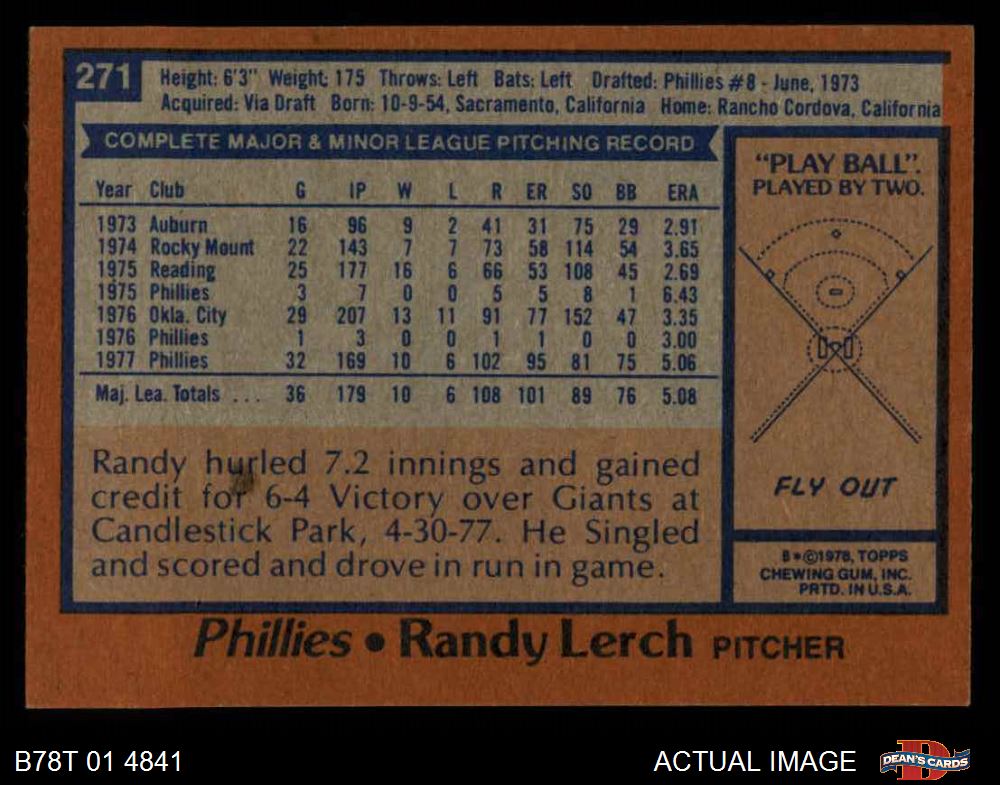 271
Height: 6'3" Weight: 175 Throws: Left Bats: Left Drafted: Phillies #8 - June, 1973
Acquired: Via Draft Born: 10-9-54, Sacramento, California Home: Rancho Cordova, California
COMPLETE MAJOR & MINOR LEAGUE PITCHING RECORD
Year Club G IP W L R ER SO BB ERA
1973 Auburn 16 96 9 2 41 31 75 29 2.91
1974 Rocky Mount 22 143 7 7 73 58 114 54 3.65
1975 Reading 25 177 16 6 66 53 108 45 2.69
1975 Phillies 3 7 0 0 5 5 8 1 6.43
1976 Okla. City 29 207 13 11 91 77 152 47 3.35
1976 Phillies 1 3 0 0 1 1 0 0 3.00
1977 Phillies 32 169 10 6 102 95 81 75 5.06
Maj. Lea. Totals ... 36 179 10 6 108 101 89 76 5.08
Randy hurled 7.2 innings and gained
credit for 6-4 Victory over Giants at
Candlestick Park, 4-30-77. He Singled
and scored and drove in run in game.
"PLAY BALL".
PLAYED BY TWO.
FLY OUT
B*©1978, TOPPS
CHEWING GUM, INC.
PRTD. IN U.S.A.
Phillies • Randy Lerch PITCHER
B78T 01 4841
ACTUAL IMAGE
D
DEAN'S CARDS